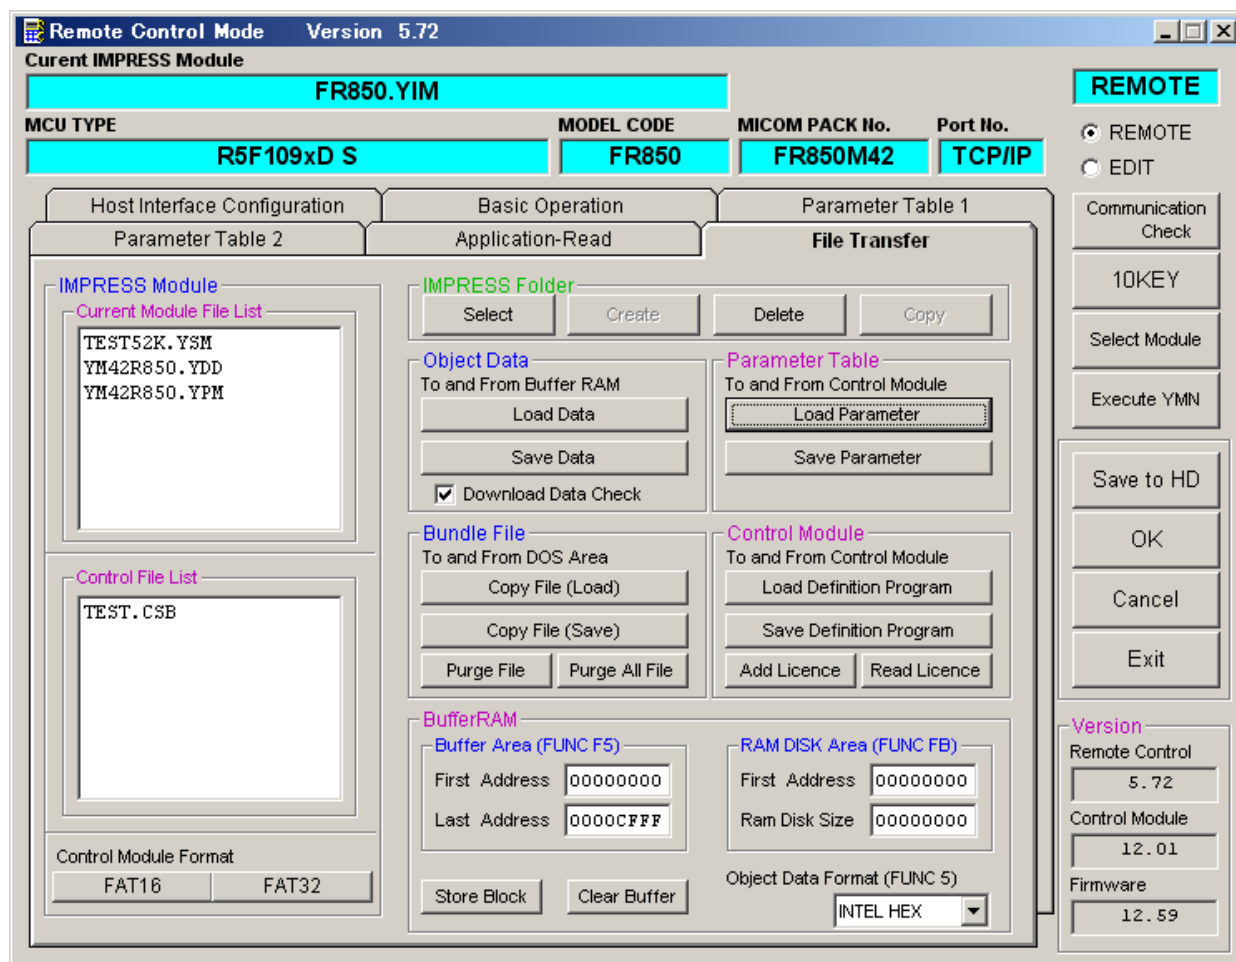 Remote Control Mode Version 5.72
Curent IMPRESS Module
FR850.YIM
MCU TYPE MODEL CODE MICOM PACK No. Port No.
R5F109xD S FR850 FR850M42 TCP/IP
REMOTE
REMOTE
EDIT
Host Interface Configuration Basic Operation Parameter Table 1
Parameter Table 2 Application-Read File Transfer
IMPRESS Module
Current Module File List
TEST52K.YSM
YM42R850.YDD
YM42R850.YPM
Control File List
TEST.CSB
Control Module Format
FAT16 FAT32
IMPRESS Folder
Select Create Delete Copy
Object Data
To and From Buffer RAM
Load Data
Save Data
Download Data Check
Parameter Table
To and From Control Module
Load Parameter
Save Parameter
Bundle File
To and From DOS Area
Copy File (Load)
Copy File (Save)
Purge File Purge All File
Control Module
To and From Control Module
Load Definition Program
Save Definition Program
Add Licence Read Licence
BufferRAM
Buffer Area (FUNC F5)
First Address 00000000
Last Address 0000CFFF
RAM DISK Area (FUNC FB)
First Address 00000000
Ram Disk Size 00000000
Store Block Clear Buffer
Object Data Format (FUNC 5)
INTEL HEX
Communication
Check
10KEY
Select Module
Execute YMN
Save to HD
OK
Cancel
Exit
Version
Remote Control
5.72
Control Module
12.01
Firmware
12.59